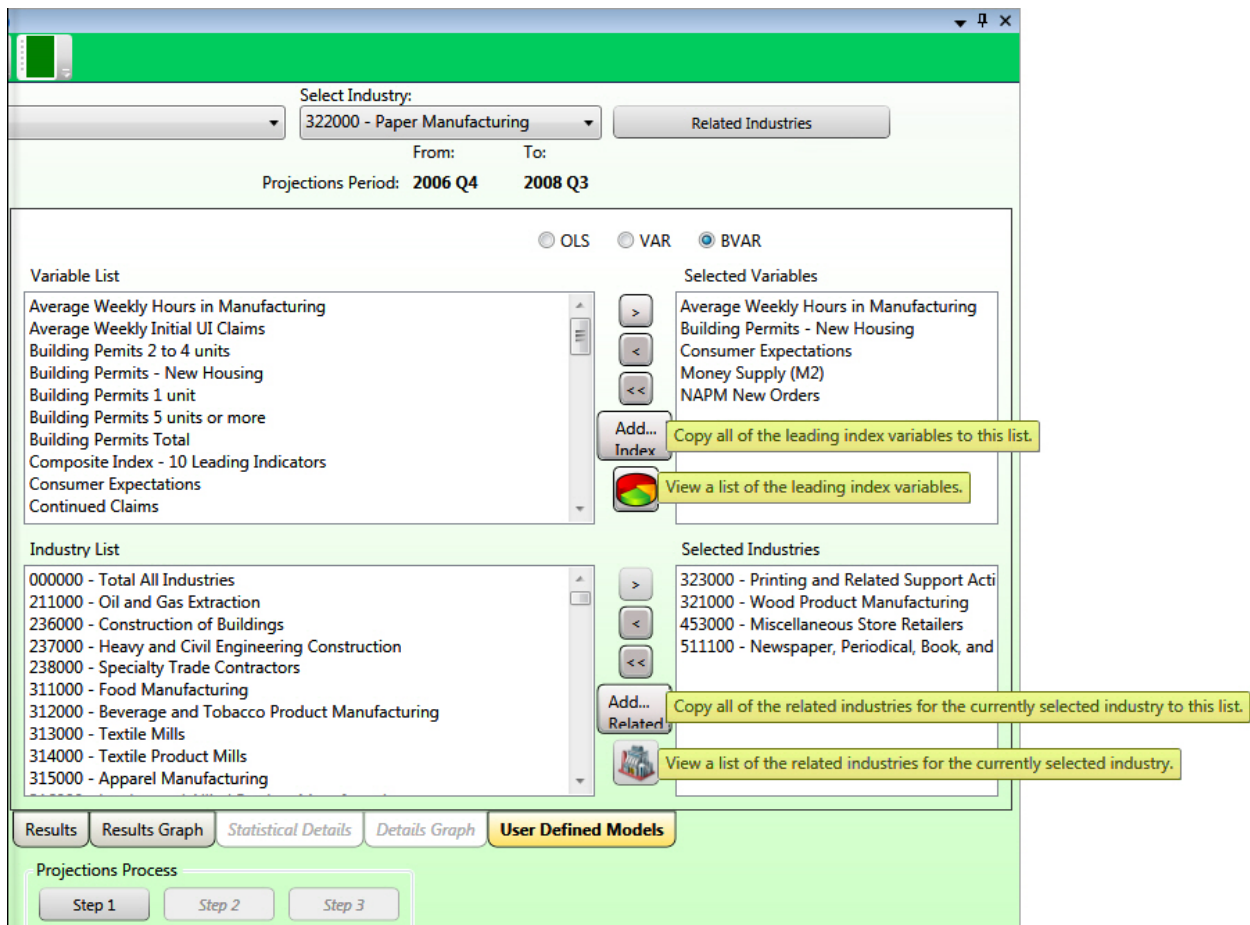 Select Industry:
322000 - Paper Manufacturing
Related Industries
From: To:
Projections Period: 2006 Q4 2008 Q3
OLS VAR BVAR
Variable List
Average Weekly Hours in Manufacturing
Average Weekly Initial UI Claims
Building Pemits 2 to 4 units
Building Permits - New Housing
Building Permits 1 unit
Building Permits 5 units or more
Building Permits Total
Composite Index - 10 Leading Indicators
Consumer Expectations
Continued Claims
>
<
<<
Add...
Index
Selected Variables
Average Weekly Hours in Manufacturing
Building Permits - New Housing
Consumer Expectations
Money Supply (M2)
NAPM New Orders
Copy all of the leading index variables to this list.
View a list of the leading index variables.
Industry List
000000 - Total All Industries
211000 - Oil and Gas Extraction
236000 - Construction of Buildings
237000 - Heavy and Civil Engineering Construction
238000 - Specialty Trade Contractors
311000 - Food Manufacturing
312000 - Beverage and Tobacco Product Manufacturing
313000 - Textile Mills
314000 - Textile Product Mills
315000 - Apparel Manufacturing
>
<
<<
Add...
Related
Selected Industries
323000 - Printing and Related Support Acti
321000 - Wood Product Manufacturing
453000 - Miscellaneous Store Retailers
511100 - Newspaper, Periodical, Book, and
Copy all of the related industries for the currently selected industry to this list.
View a list of the related industries for the currently selected industry.
Results Results Graph Statistical Details Details Graph User Defined Models
Projections Process
Step 1 Step 2 Step 3